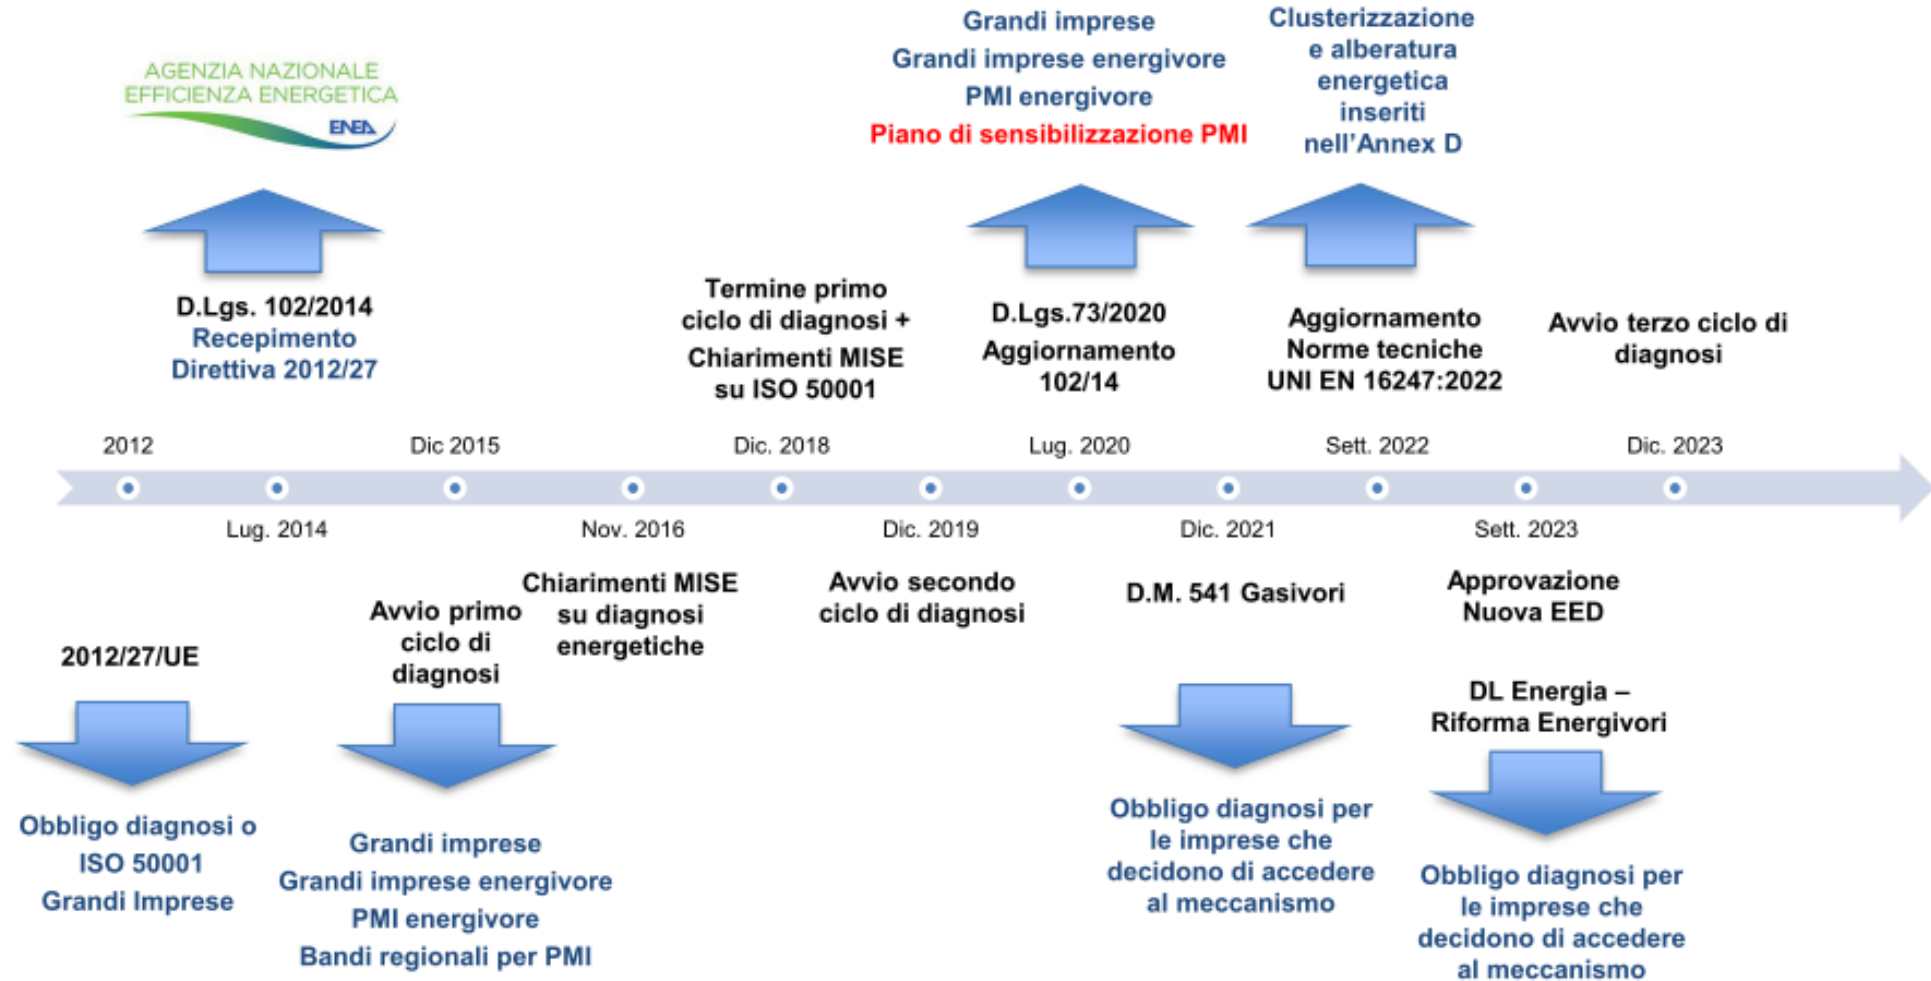 AGENZIA NAZIONALE
EFFICIENZA ENERGETICA
ENEA
Grandi imprese
Grandi imprese energivore
PMI energivore
Piano di sensibilizzazione PMI
Clusterizzazione
e alberatura
energetica
inseriti
nell'Annex D
D.Lgs. 102/2014
Recepimento
Direttiva 2012/27
Termine primo
ciclo di diagnosi +
Chiarimenti MISE
su ISO 50001
D.Lgs.73/2020
Aggiornamento
102/14
Aggiornamento
Norme tecniche
UNI EN 16247:2022
Avvio terzo ciclo di
diagnosi
2012
Dic 2015
Dic. 2018
Lug. 2020
Sett. 2022
Dic. 2023
Lug. 2014
Nov. 2016
Dic. 2019
Dic. 2021
Sett. 2023
2012/27/UE
Avvio primo
ciclo di
diagnosi
Chiarimenti MISE
su diagnosi
energetiche
Avvio secondo
ciclo di diagnosi
D.M. 541 Gasivori
Approvazione
Nuova EED
DL Energia –
Riforma Energivori
Obbligo diagnosi o
ISO 50001
Grandi Imprese
Grandi imprese
Grandi imprese energivore
PMI energivore
Bandi regionali per PMI
Obbligo diagnosi per
le imprese che
decidono di accedere
al meccanismo
Obbligo diagnosi per
le imprese che
decidono di accedere
al meccanismo